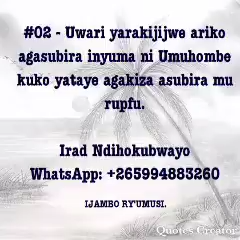 #02 - Uwari yarakijijwe ariko
agasubira inyuma ni Umuhombe
kuko yataye agakiza asubira mu
rupfu.
Irad Ndihokubwayo
WhatsApp: +265994883260
IJAMBO RY'UMUSI.
Quotes Creator